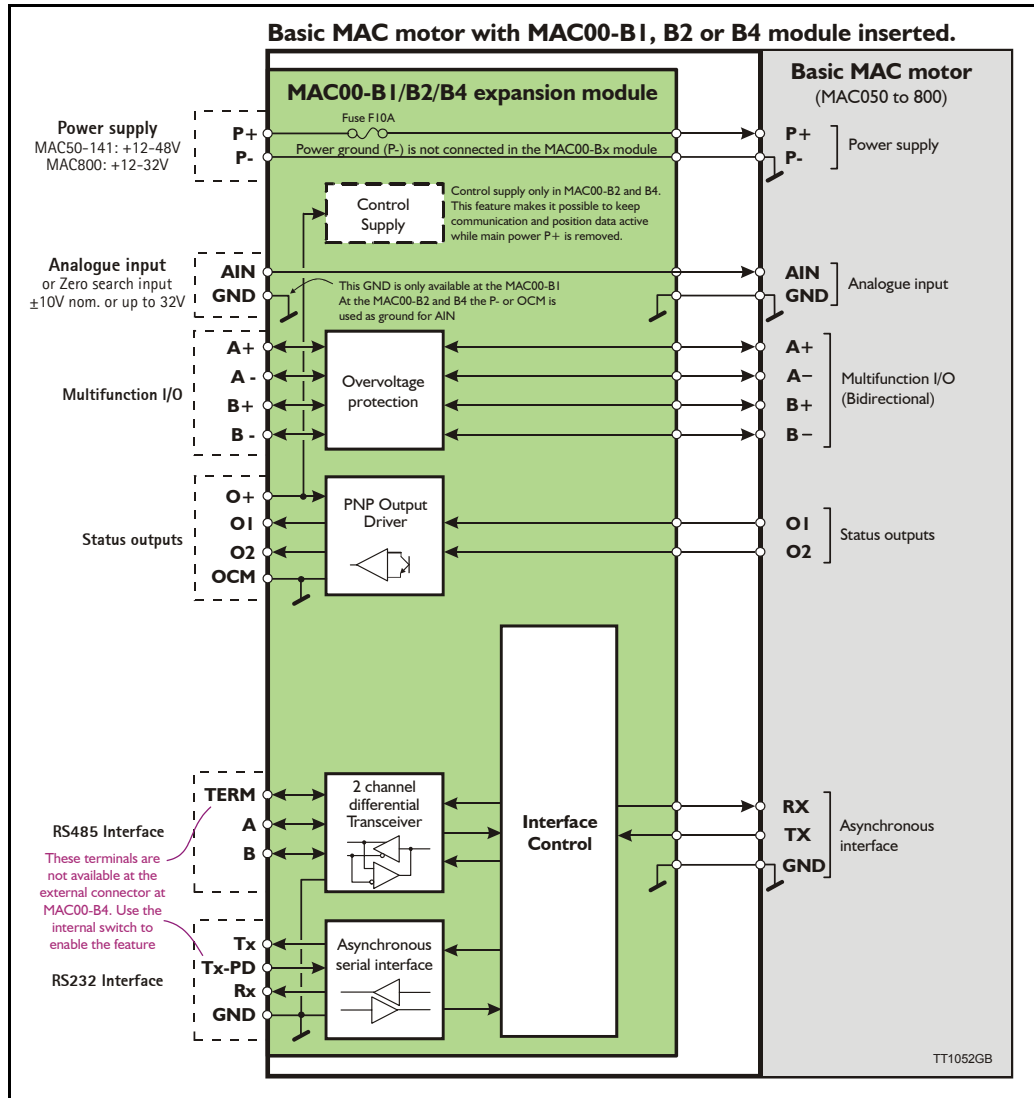 Basic MAC motor with MAC00-B1, B2 or B4 module inserted.
MAC00-B1/B2/B4 expansion module
Basic MAC motor
(MAC050 to 800)
Power supply
MAC50-141: +12-48V
MAC800: +12-32V
P+
P-
Fuse F10A
Power ground (P-) is not connected in the MAC00-Bx module
P+
P-
Power supply
Control
Supply
Control supply only in MAC00-B2 and B4.
This feature makes it possible to keep
communication and position data active
while main power P+ is removed.
Analogue input
or Zero search input
±10V nom. or up to 32V
AIN
GND
This GND is only available at the MAC00-B1
At the MAC00-B2 and B4 the P- or OCM is
used as ground for AIN
AIN
GND
Analogue input
Multifunction I/O
A+
A -
B+
B -
Overvoltage
protection
A+
A−
B+
B−
Multifunction I/O
(Bidirectional)
Status outputs
O+
O1
O2
OCM
PNP Output
Driver
O1
O2
Status outputs
RS485 Interface
TERM
A
B
2 channel
differential
Transceiver
Interface
Control
RX
TX
GND
Asynchronous
interface
These terminals are
not available at the
external connector at
MAC00-B4. Use the
internal switch to
enable the feature
RS232 Interface
Tx
Tx-PD
Rx
GND
Asynchronous
serial interface
TT1052GB